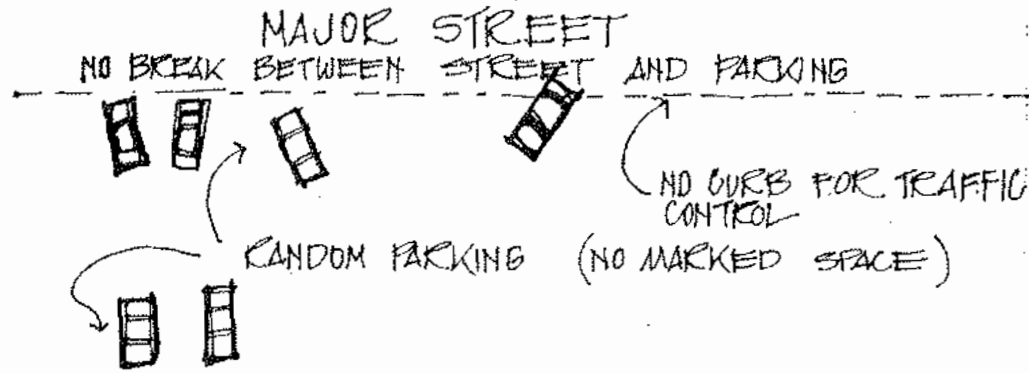 MAJOR STREET
NO BREAK BETWEEN STREET AND PARKING
NO CURB FOR TRAFFIC
CONTROL
RANDOM PARKING (NO MARKED SPACE)